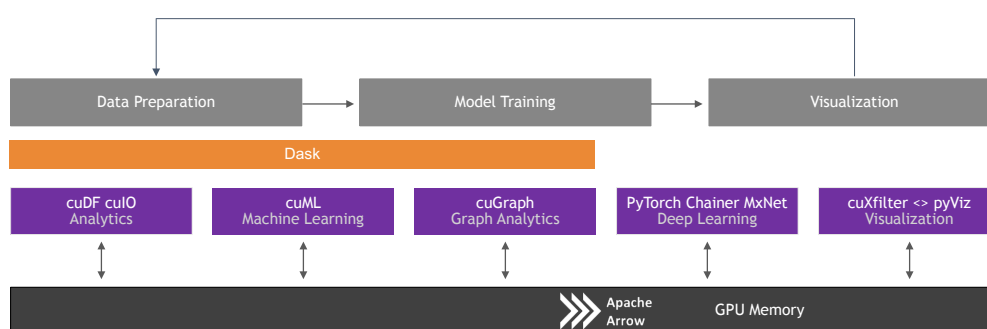 Data Preparation
Model Training
Visualization
Dask
cuDF cuIO
Analytics
cuML
Machine Learning
cuGraph
Graph Analytics
PyTorch Chainer MxNet
Deep Learning
cuXfilter <> pyViz
Visualization
Apache
Arrow
GPU Memory